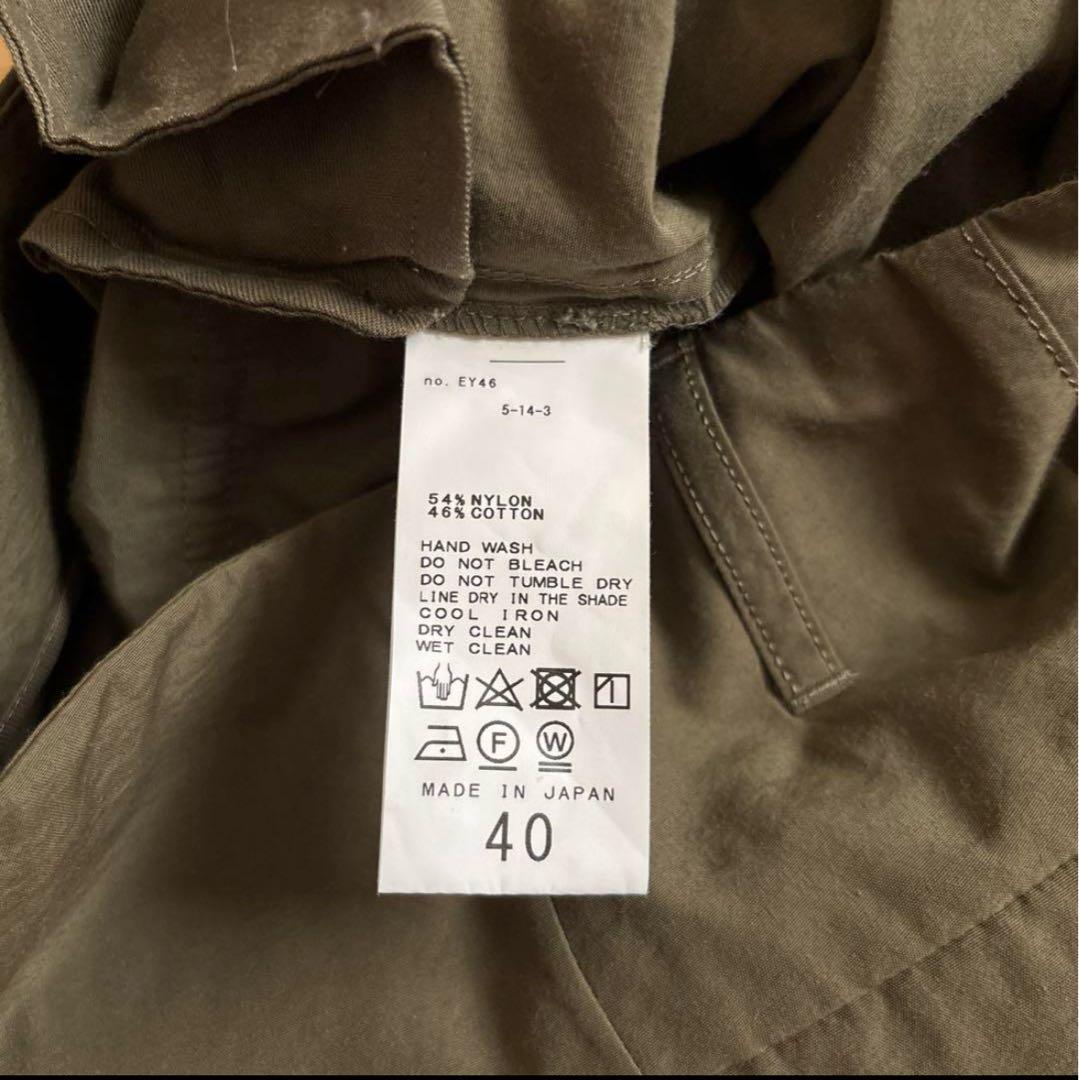 no. EY46
5-14-3
54% NYLON
46% COTTON
HAND WASH
DO NOT BLEACH
DO NOT TUMBLE DRY
LINE DRY IN THE SHADE
COOL IRON
DRY CLEAN
WET CLEAN
F W
MADE IN JAPAN
40